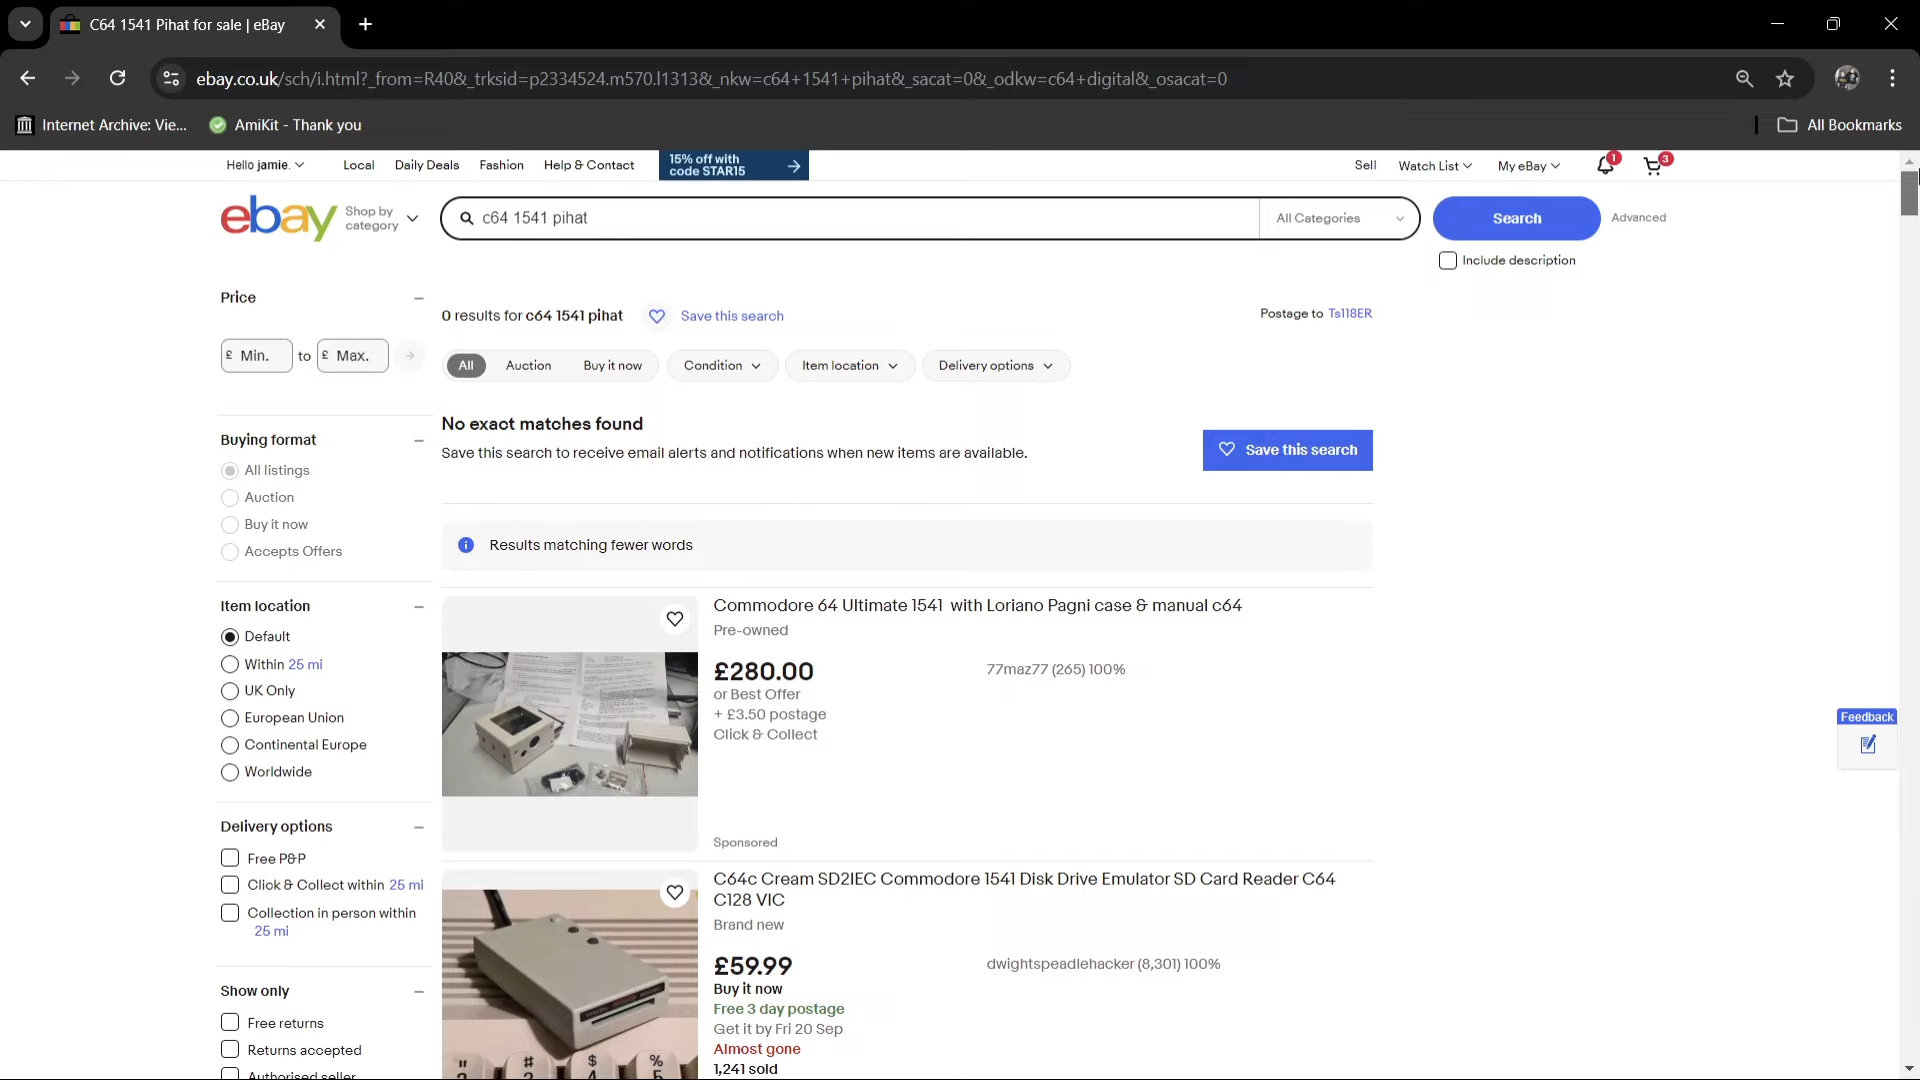 C64 1541 Pihat for sale | eBay
ebay.co.uk/sch/i.html?_from=R40&_trksid=p2334524.m570.l1313&_nkw=c64+1541+pihat&_sacat=0&_odkw=c64+digital&_osacat=0
Internet Archive: Vie...
AmiKit - Thank you
All Bookmarks
Hello jamie.
Local
Daily Deals
Fashion
Help & Contact
15% off with
code STAR15
Sell
Watch List
My eBay
1
3
ebay
Shop by
category
c64 1541 pihat
All Categories
Search
Advanced
Include description
Price
£ Min.
to
£ Max.
0 results for c64 1541 pihat
Save this search
Postage to Ts118ER
All
Auction
Buy it now
Condition
Item location
Delivery options
No exact matches found
Save this search to receive email alerts and notifications when new items are available.
Save this search
Buying format
All listings
Auction
Buy it now
Accepts Offers
Results matching fewer words
Item location
Default
Within 25 mi
UK Only
European Union
Continental Europe
Worldwide
Delivery options
Free P&P
Click & Collect within 25 mi
Collection in person within
25 mi
Show only
Free returns
Returns accepted
Authorised seller
Commodore 64 Ultimate 1541 with Loriano Pagni case & manual c64
Pre-owned
£280.00
77maz77 (265) 100%
or Best Offer
+ £3.50 postage
Click & Collect
Sponsored
C64c Cream SD2IEC Commodore 1541 Disk Drive Emulator SD Card Reader C64
C128 VIC
Brand new
£59.99
dwightspeadlehacker (8,301) 100%
Buy it now
Free 3 day postage
Get it by Fri 20 Sep
Almost gone
1,241 sold
Feedback
" # $ %